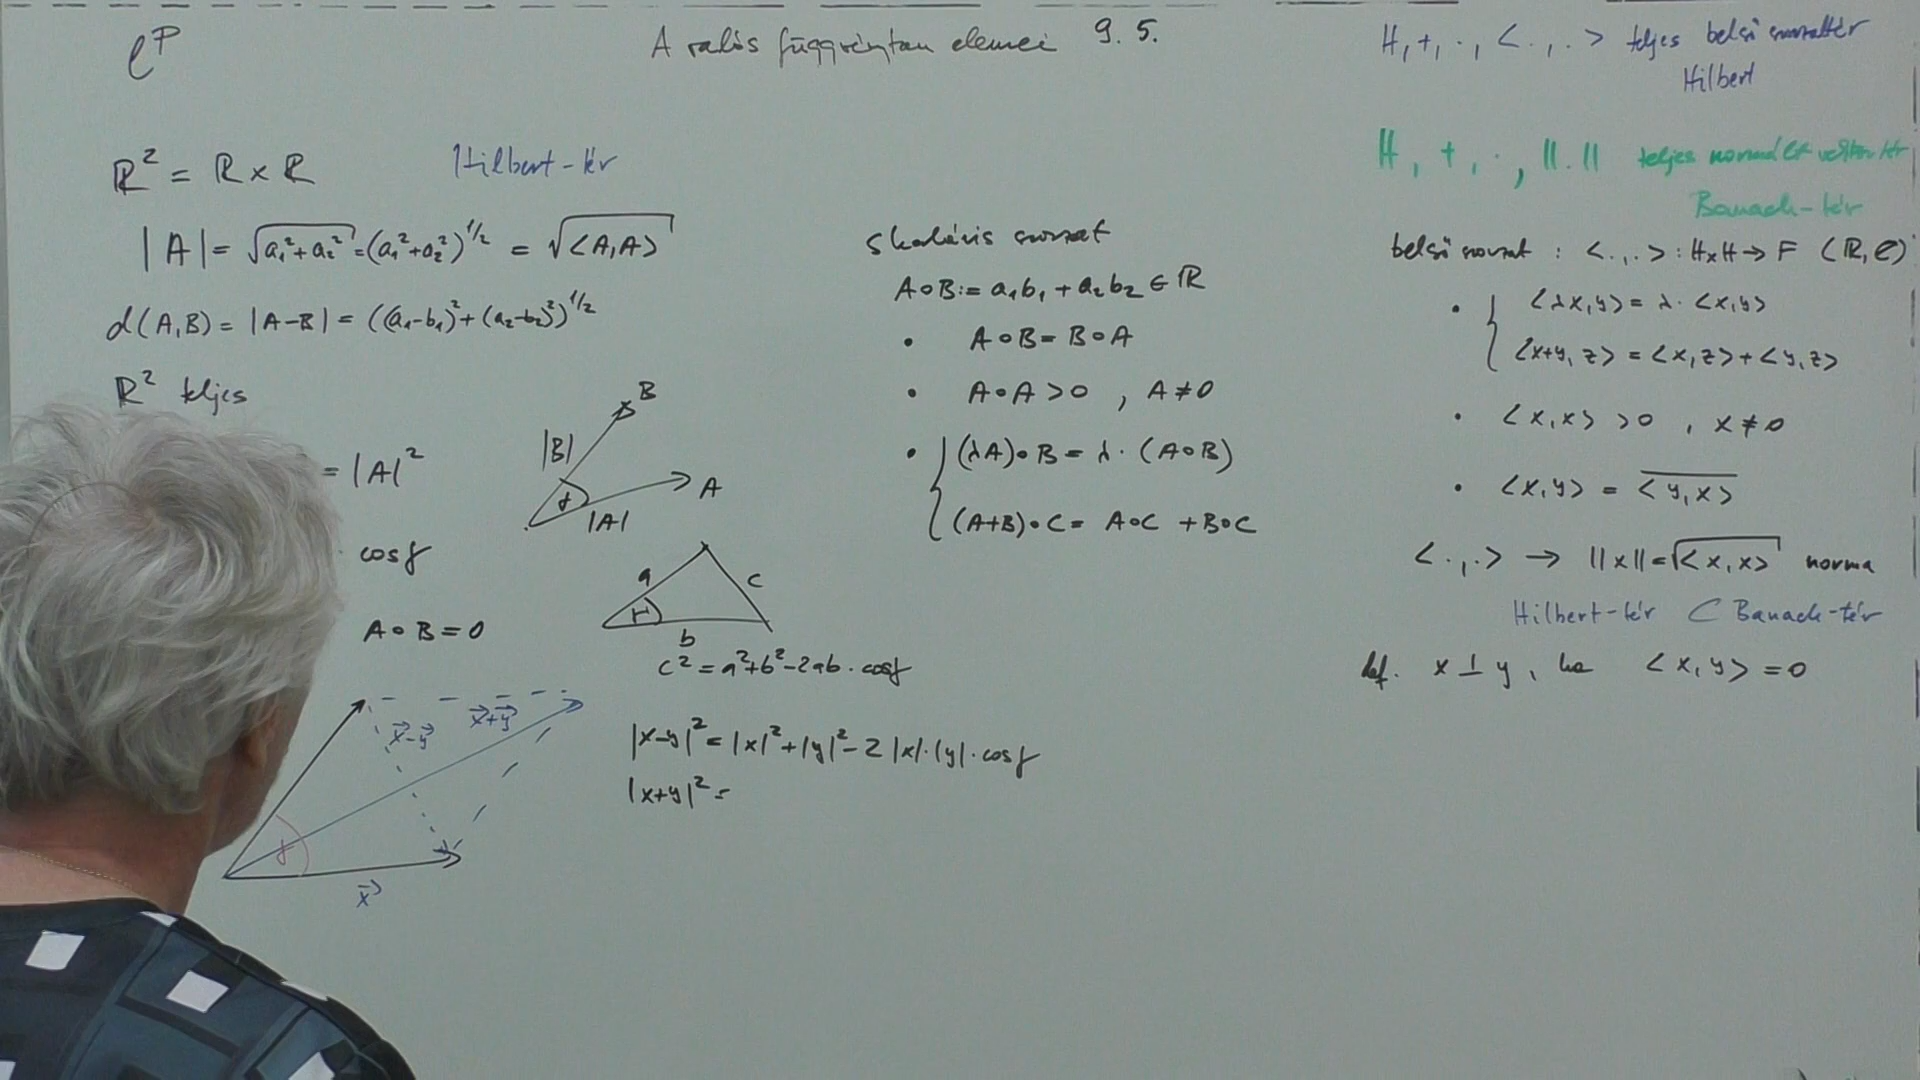 ℓᵖ
A valós függvénytan elemei 9. 5.
ℝ² = ℝ × ℝ
Hilbert-tér
|A| = √(a₁² + a₂²) = (a₁² + a₂²)^1/2 = √⟨A,A⟩
d(A,B) = |A−B| = ((a₁−b₁)² + (a₂−b₂)²)^1/2
ℝ² teljes
= |A|²
· cos γ
A∘B = 0
B
|B|
γ
|A|
A
a
c
γ
b
c² = a² + b² − 2ab · cos γ
x−y
x+y
γ
x
|x−y|² = |x|² + |y|² − 2 |x|·|y| · cos γ
|x+y|² =
Skaláris szorzat
A∘B := a₁b₁ + a₂b₂ ∈ ℝ
• A∘B = B∘A
• A∘A > 0 , A ≠ 0
• (λA)∘B = λ · (A∘B)
(A+B)∘C = A∘C + B∘C
H, +, ·, <.,.> teljes belső szorzattér
Hilbert
H, +, ·, ||.|| teljes normált vektortér
Banach-tér
belső szorzat : <.,.> : H×H → F (ℝ, ℂ)
• <λx,y> = λ · <x,y>
<x+y, z> = <x,z> + <y,z>
• <x,x> > 0 , x ≠ 0
• <x,y> = \overline{<y,x>}
<.,.> → ||x|| = √<x,x> norma
Hilbert-tér ⊂ Banach-tér
def. x ⊥ y , ha <x,y> = 0